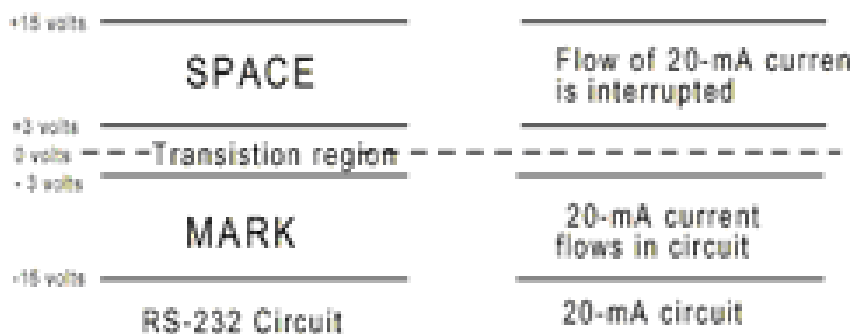 +15 volts
SPACE
Flow of 20-mA curren
is interrupted
+3 volts
0 volts
Transistion region
- 3 volts
MARK
20-mA current
flows in circuit
-15 volts
RS-232 Circuit
20-mA circuit